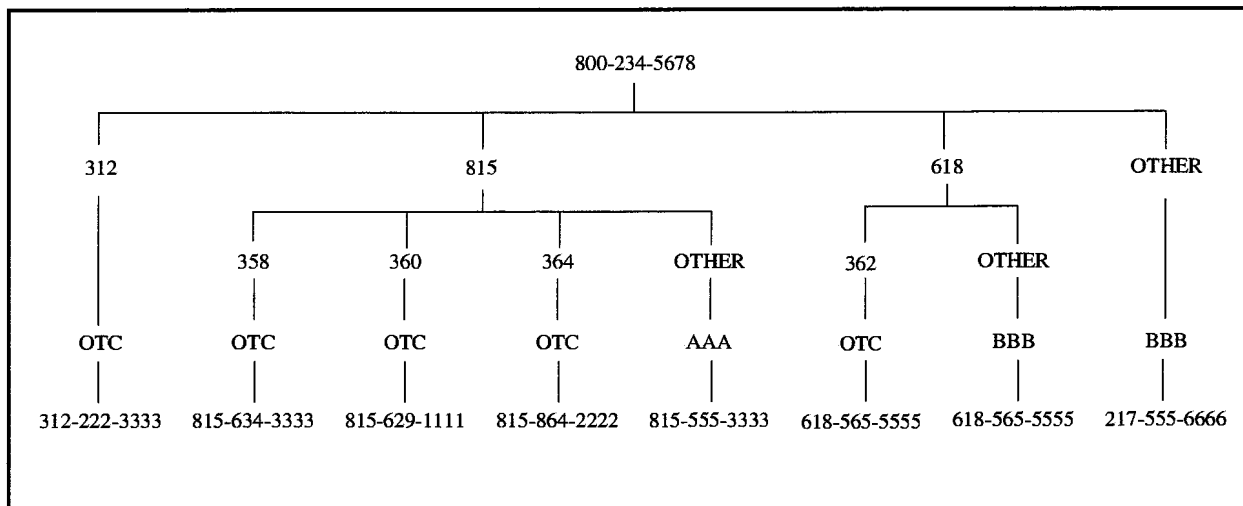 800-234-5678
312 815 618 OTHER
358 360 364 OTHER 362 OTHER
OTC OTC OTC OTC AAA OTC BBB BBB
312-222-3333 815-634-3333 815-629-1111 815-864-2222 815-555-3333 618-565-5555 618-565-5555 217-555-6666